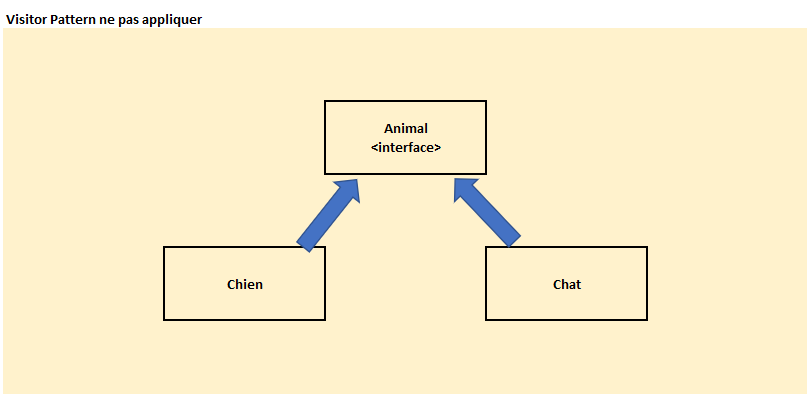 Visitor Pattern ne pas appliquer
Animal
<interface>
Chien
Chat